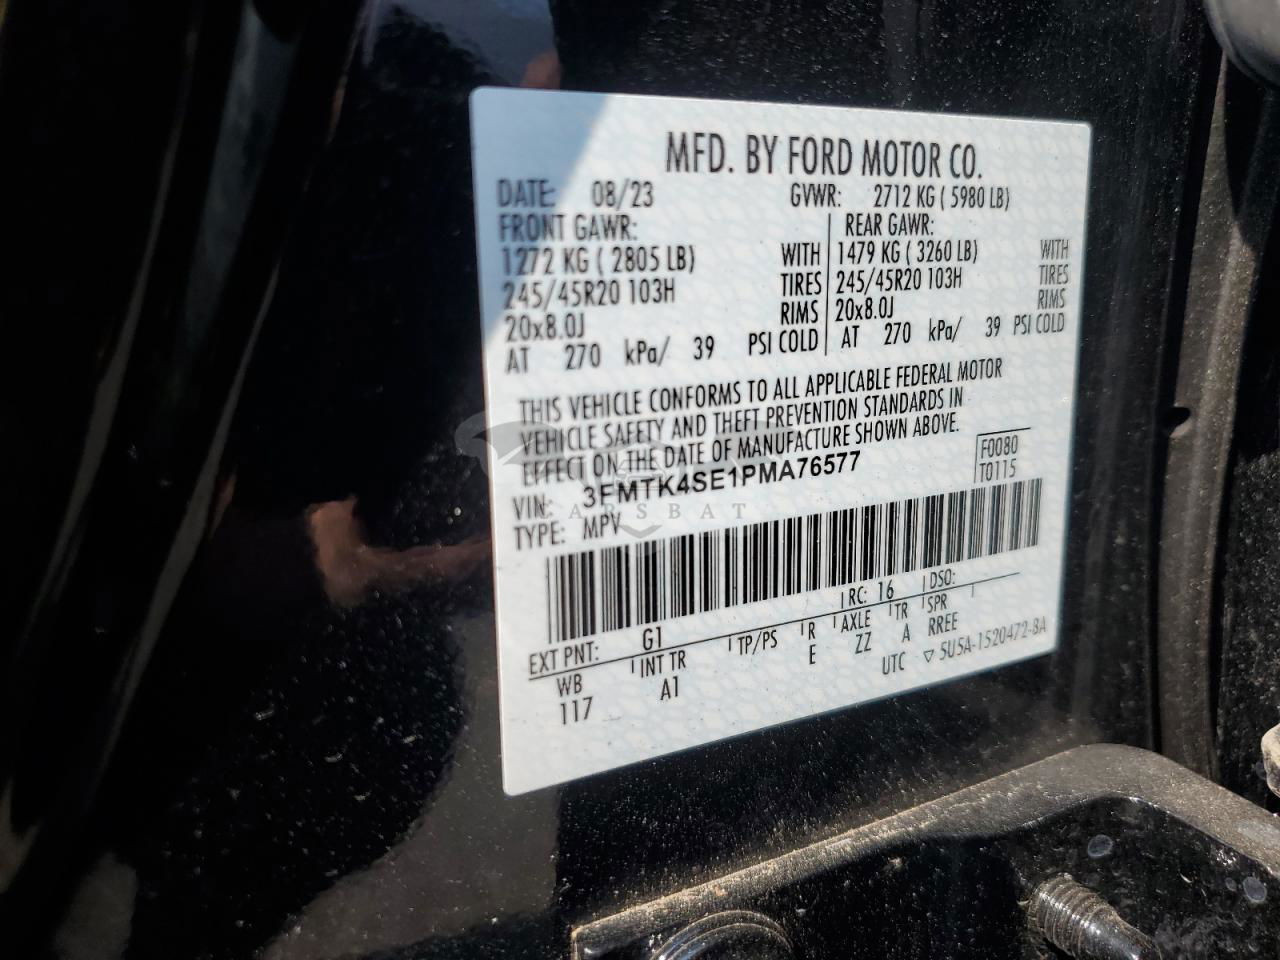 MFD. BY FORD MOTOR CO.
DATE: 08/23 GVWR: 2712 KG ( 5980 LB)
FRONT GAWR: REAR GAWR:
1272 KG ( 2805 LB) WITH 1479 KG ( 3260 LB) WITH
245/45R20 103H TIRES 245/45R20 103H TIRES
20x8.0J RIMS 20x8.0J RIMS
AT 270 kPa/ 39 PSI COLD AT 270 kPa/ 39 PSI COLD
THIS VEHICLE CONFORMS TO ALL APPLICABLE FEDERAL MOTOR
VEHICLE SAFETY AND THEFT PREVENTION STANDARDS IN
EFFECT ON THE DATE OF MANUFACTURE SHOWN ABOVE.
F0080
T0115
VIN: 3FMTK4SE1PMA76577
TYPE: MPV
ARSBAT
RC: 16 DSO:
EXT PNT: G1
WB INT TR TP/PS R AXLE TR SPR
117 A1 E ZZ A RREE
UTC ▽ 5U5A-1520472-BA